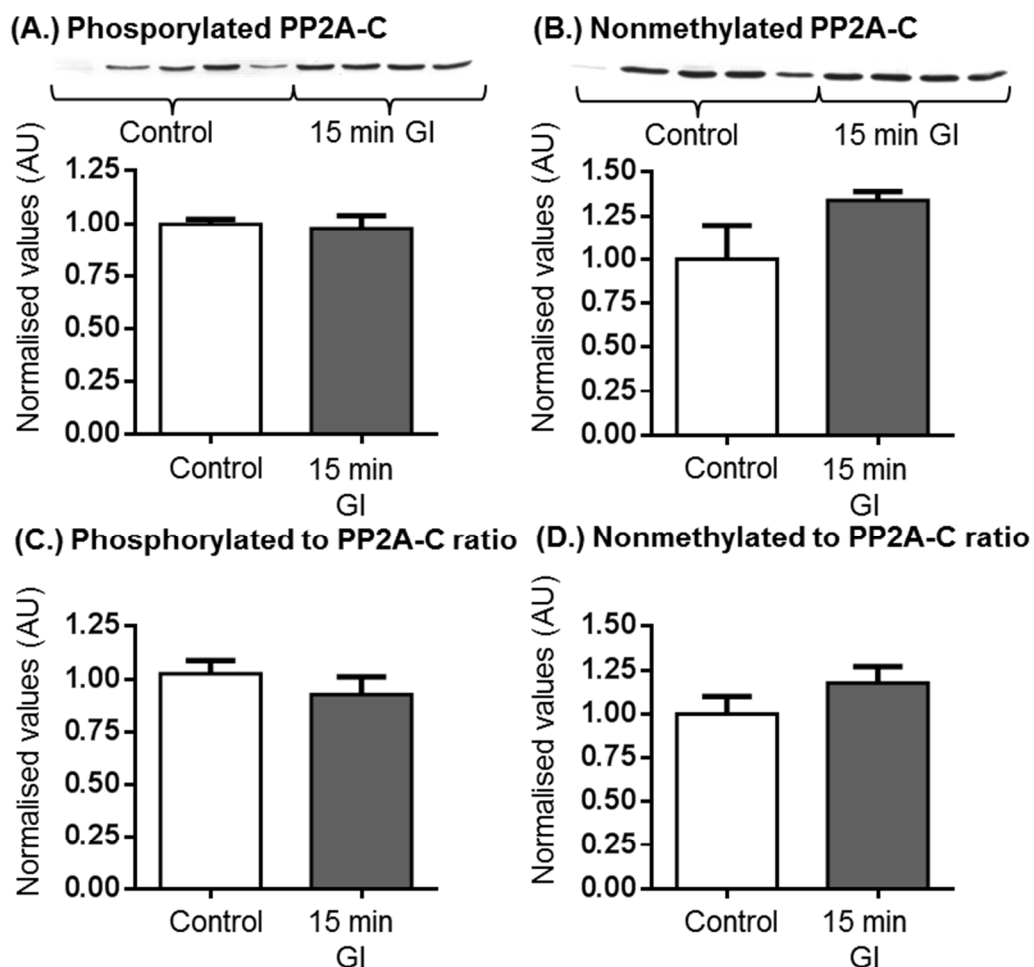 (A.) Phosporylated PP2A-C
Control
15 min GI
Normalised values (AU)
1.25
1.00
0.75
0.50
0.25
0.00
Control
15 min
GI
(B.) Nonmethylated PP2A-C
Control
15 min GI
Normalised values (AU)
1.50
1.25
1.00
0.75
0.50
0.25
0.00
Control
15 min
GI
(C.) Phosphorylated to PP2A-C ratio
Normalised values (AU)
1.25
1.00
0.75
0.50
0.25
0.00
Control
15 min
GI
(D.) Nonmethylated to PP2A-C ratio
Normalised values (AU)
1.50
1.25
1.00
0.75
0.50
0.25
0.00
Control
15 min
GI